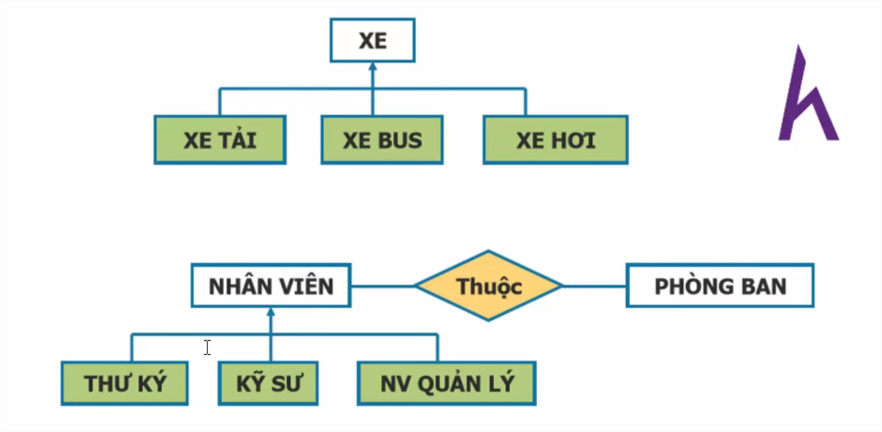 XE
XE TẢI
XE BUS
XE HƠI
NHÂN VIÊN
Thuộc
PHÒNG BAN
THƯ KÝ
KỸ SƯ
NV QUẢN LÝ